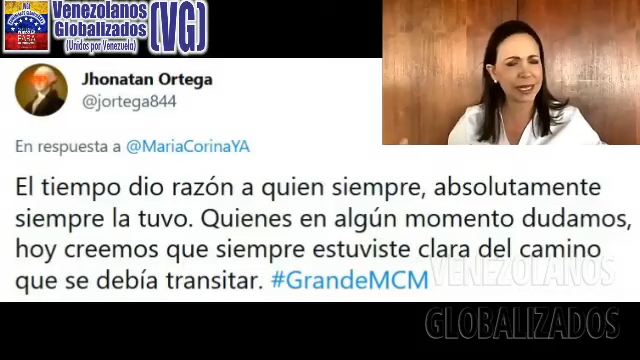 Venezolanos
Globalizados
(Unidos por Venezuela)
(VG)
Jhonatan Ortega
@jortega844
En respuesta a @MariaCorinaYA
El tiempo dio razón a quien siempre, absolutamente
siempre la tuvo. Quienes en algún momento dudamos,
hoy creemos que siempre estuviste clara del camino
que se debía transitar. #GrandeMCM
VENEZOLANOS
GLOBALIZADOS